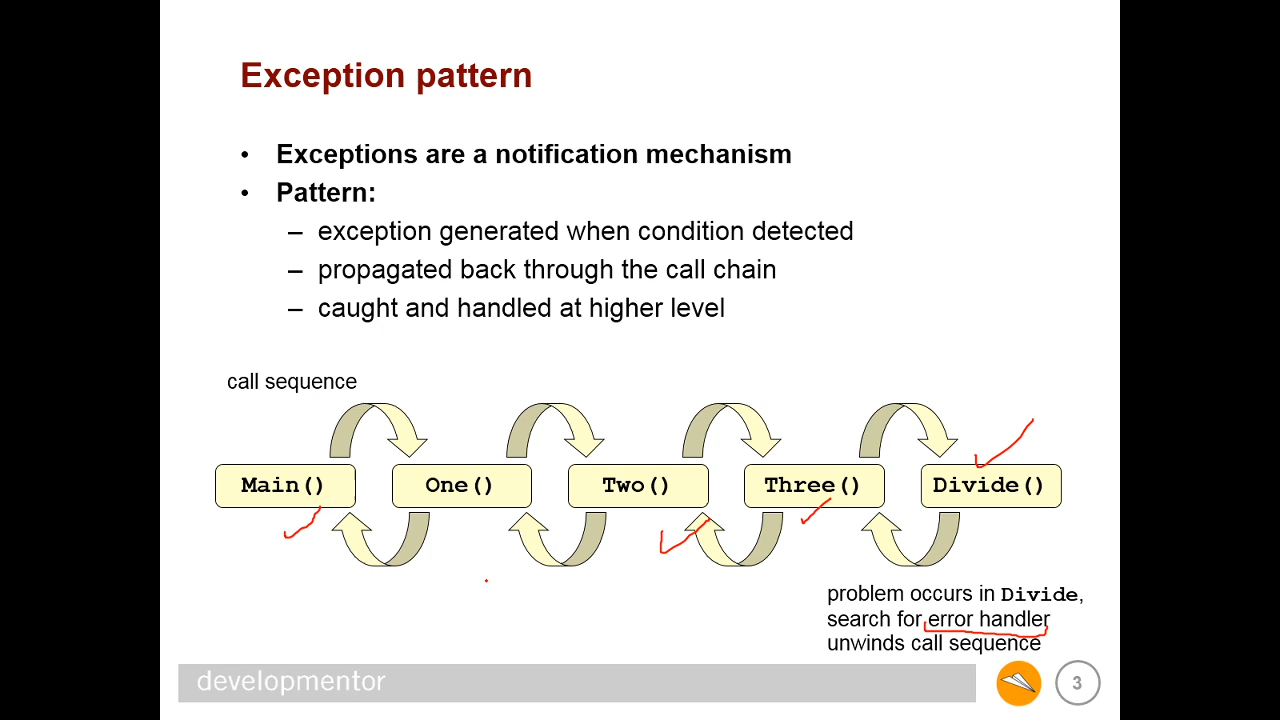 Exception pattern
• Exceptions are a notification mechanism
• Pattern:
– exception generated when condition detected
– propagated back through the call chain
– caught and handled at higher level
call sequence
Main() One() Two() Three() Divide()
problem occurs in Divide,
search for error handler
unwinds call sequence
developmentor
3